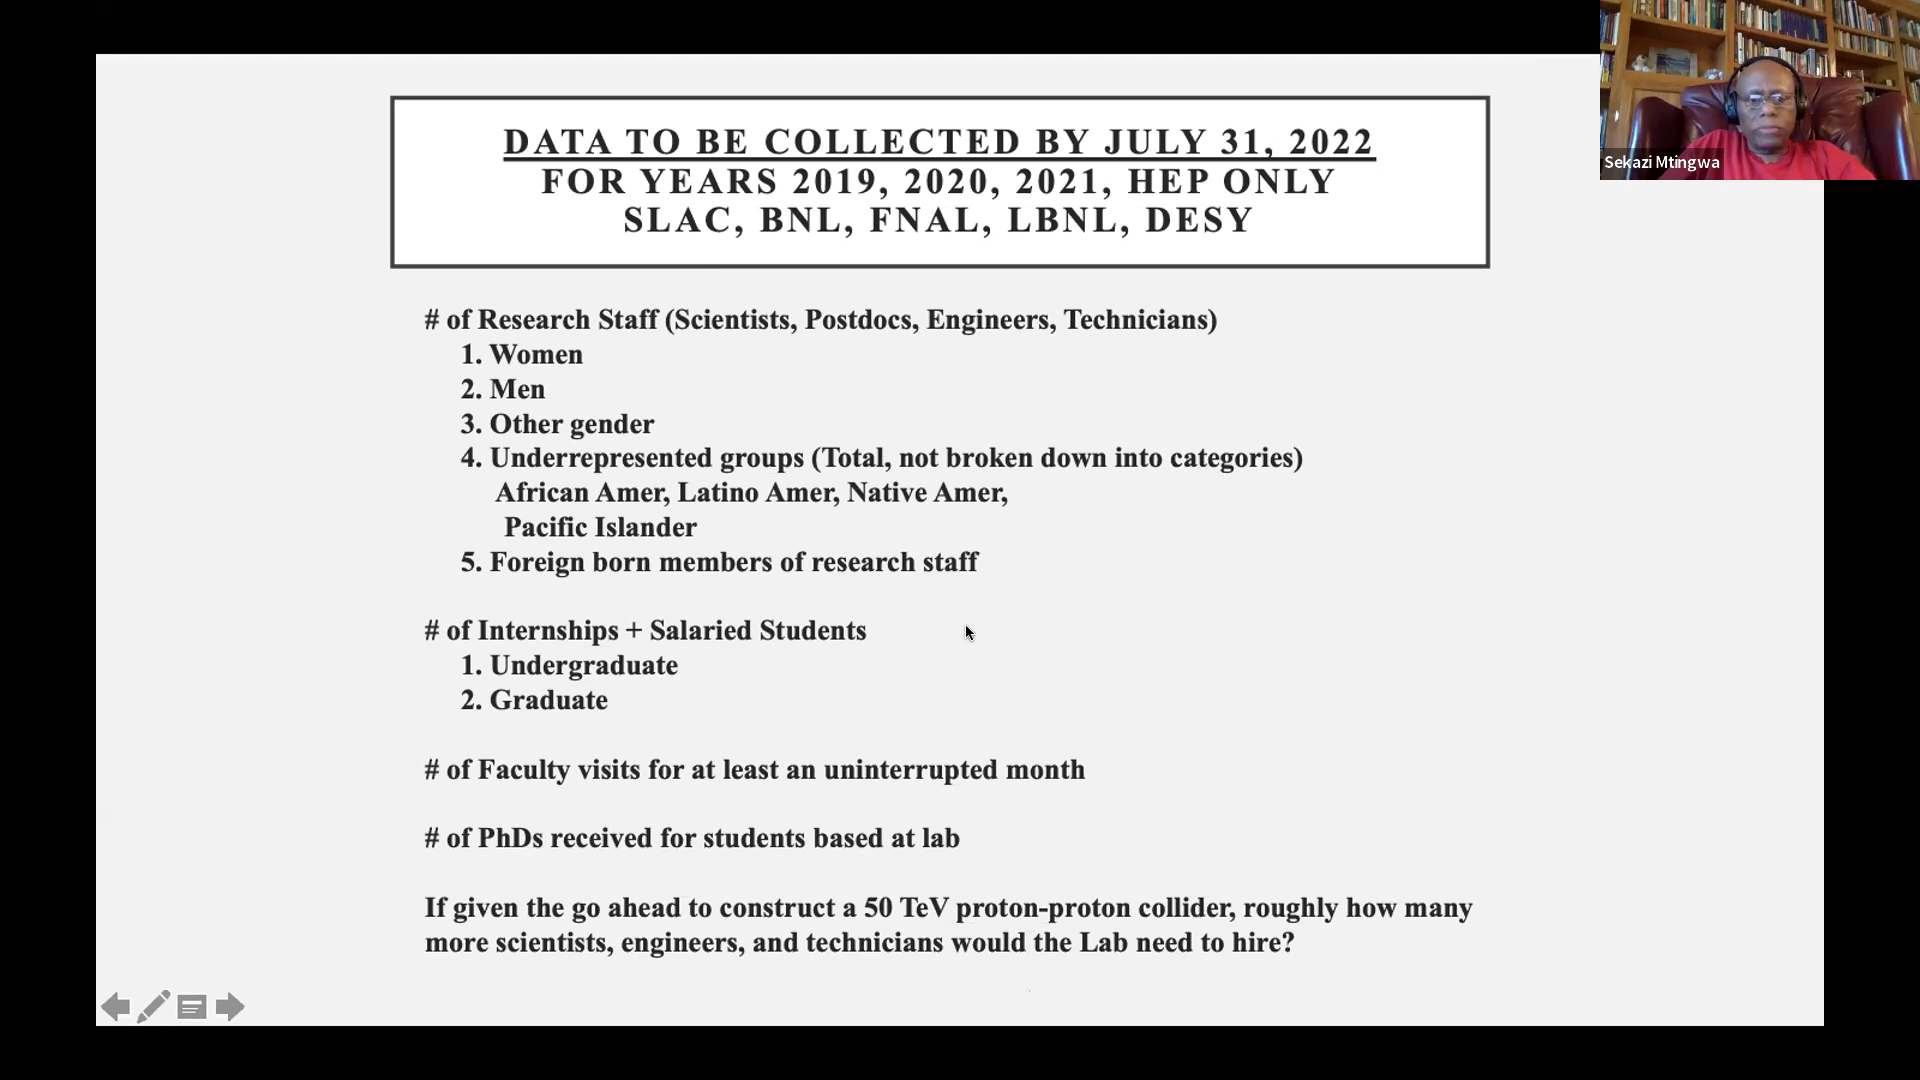 DATA TO BE COLLECTED BY JULY 31, 2022
FOR YEARS 2019, 2020, 2021, HEP ONLY
SLAC, BNL, FNAL, LBNL, DESY
Sekazi Mtingwa
# of Research Staff (Scientists, Postdocs, Engineers, Technicians)
1. Women
2. Men
3. Other gender
4. Underrepresented groups (Total, not broken down into categories)
African Amer, Latino Amer, Native Amer,
Pacific Islander
5. Foreign born members of research staff
# of Internships + Salaried Students
1. Undergraduate
2. Graduate
# of Faculty visits for at least an uninterrupted month
# of PhDs received for students based at lab
If given the go ahead to construct a 50 TeV proton-proton collider, roughly how many
more scientists, engineers, and technicians would the Lab need to hire?